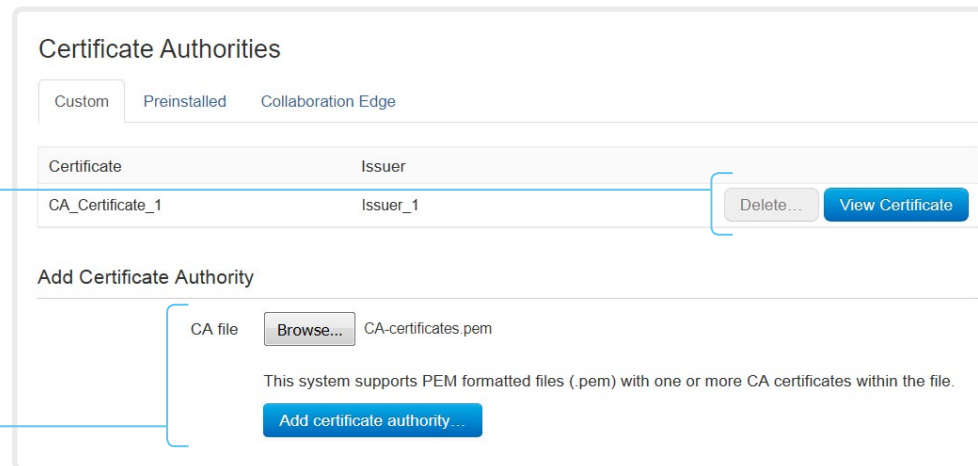 Certificate Authorities
Custom Preinstalled Collaboration Edge
Certificate Issuer
CA_Certificate_1 Issuer_1 Delete... View Certificate
Add Certificate Authority
CA file Browse... CA-certificates.pem
This system supports PEM formatted files (.pem) with one or more CA certificates within the file.
Add certificate authority...